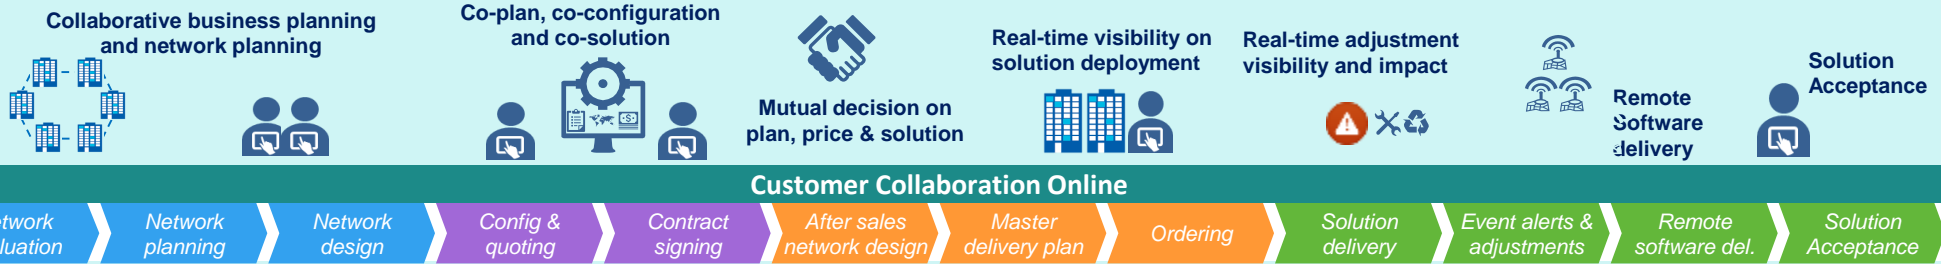 Collaborative business planning
and network planning
Co-plan, co-configuration
and co-solution
Mutual decision on
plan, price & solution
Real-time visibility on
solution deployment
Real-time adjustment
visibility and impact
Remote
Software
delivery
Solution
Acceptance
Customer Collaboration Online
Network
planning
Network
design
Config &
quoting
Contract
signing
After sales
network design
Master
delivery plan
Ordering
Solution
delivery
Event alerts &
adjustments
Remote
software del.
Solution
Acceptance